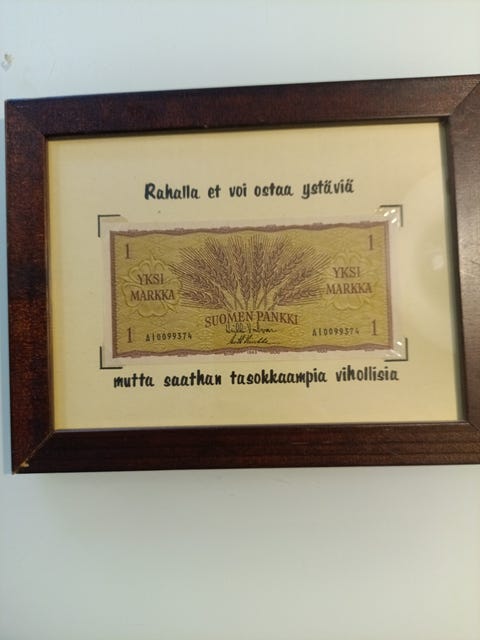 Rahalla et voi ostaa ystäviä
1 1
YKSI MARKKA
YKSI MARKKA
SUOMEN PANKKI
1 A10099374 A10099374 1
mutta saathan tasokkaampia vihollisia